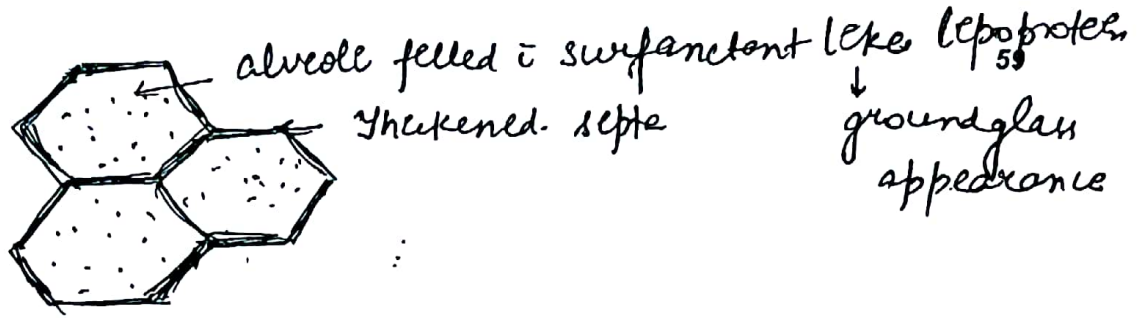 alveoli filled c̄ surfanctant like lipoprotein
59
Thickened. septa
↓
groundglass
appearance